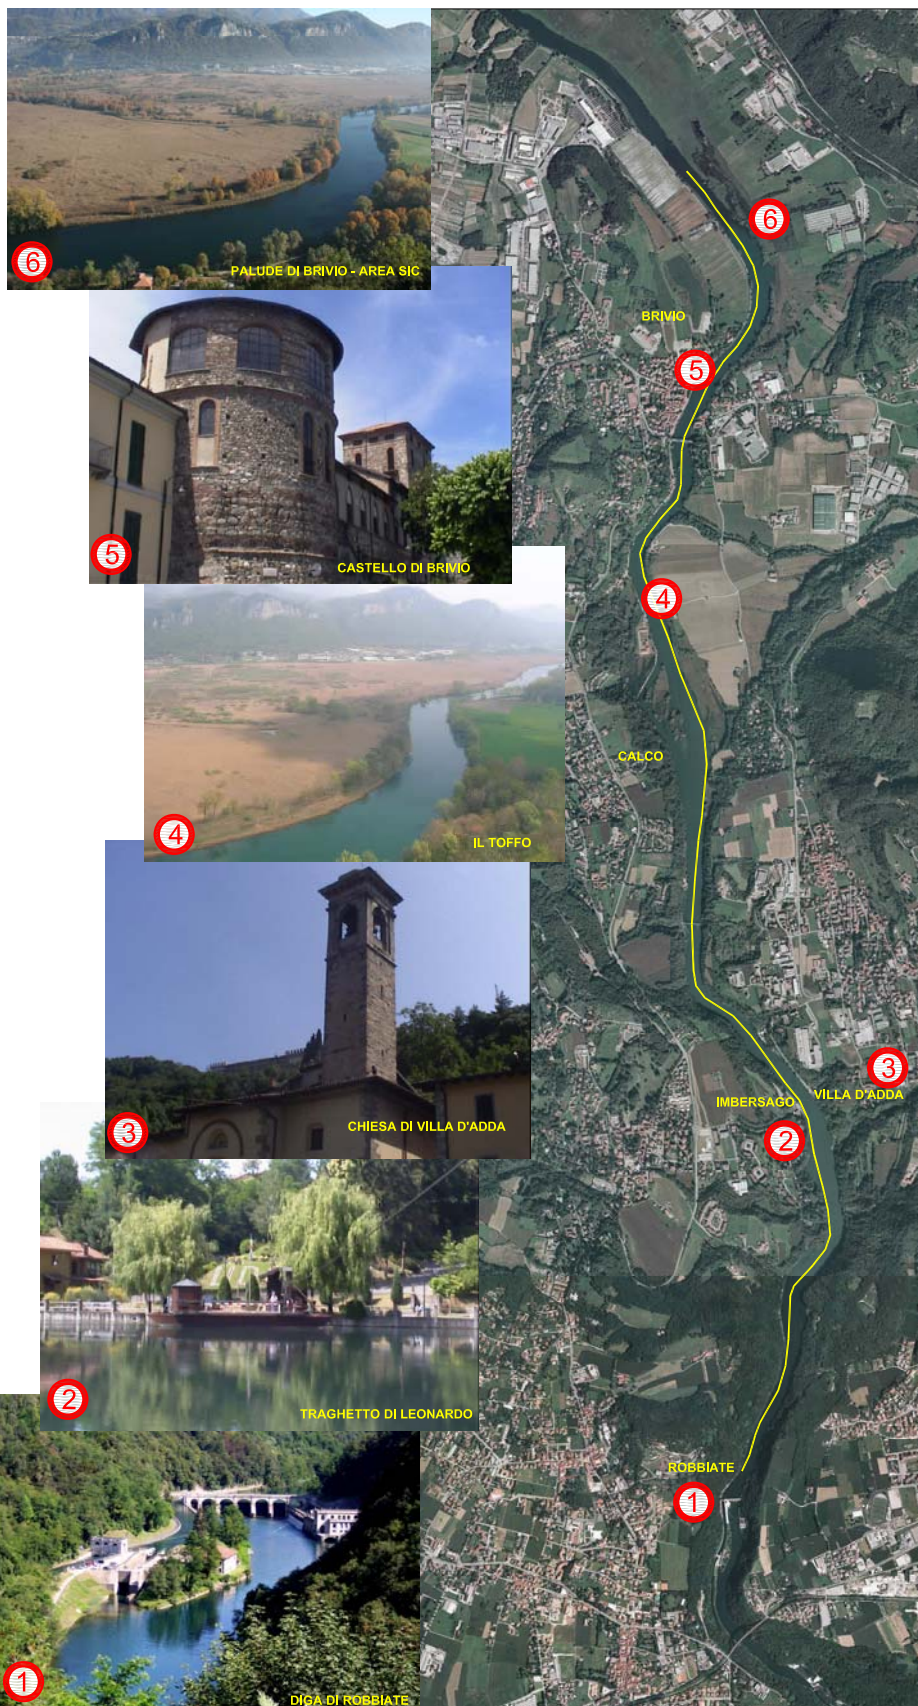 6
PALUDE DI BRIVIO - AREA SIC
6
BRIVIO
5
5
CASTELLO DI BRIVIO
4
CALCO
4
IL TOFFO
3
VILLA D'ADDA
IMBERSAGO
2
3
CHIESA DI VILLA D'ADDA
2
TRAGHETTO DI LEONARDO
ROBBIATE
1
1
DIGA DI ROBBIATE